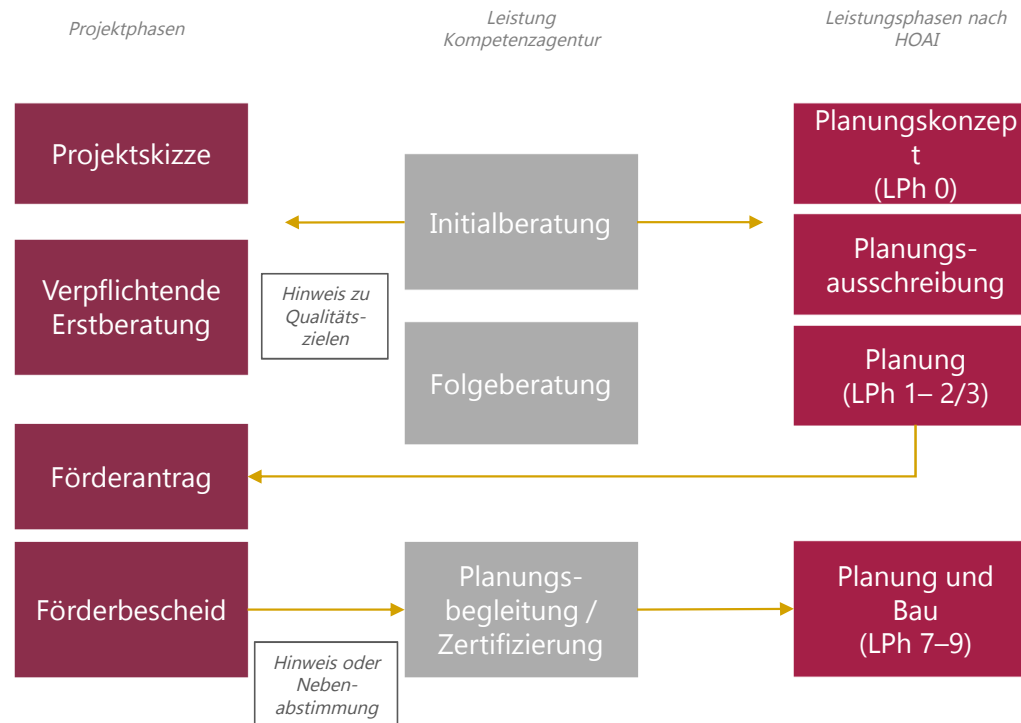 Projektphasen
Leistung
Kompetenzagentur
Leistungsphasen nach
HOAI
Projektskizze
Verpflichtende
Erstberatung
Hinweis zu
Qualitäts-
zielen
Förderantrag
Förderbescheid
Hinweis oder
Neben-
abstimmung
Initialberatung
Folgeberatung
Planungs-
begleitung /
Zertifizierung
Planungskonzep
t
(LPh 0)
Planungs-
ausschreibung
Planung
(LPh 1– 2/3)
Planung und
Bau
(LPh 7–9)